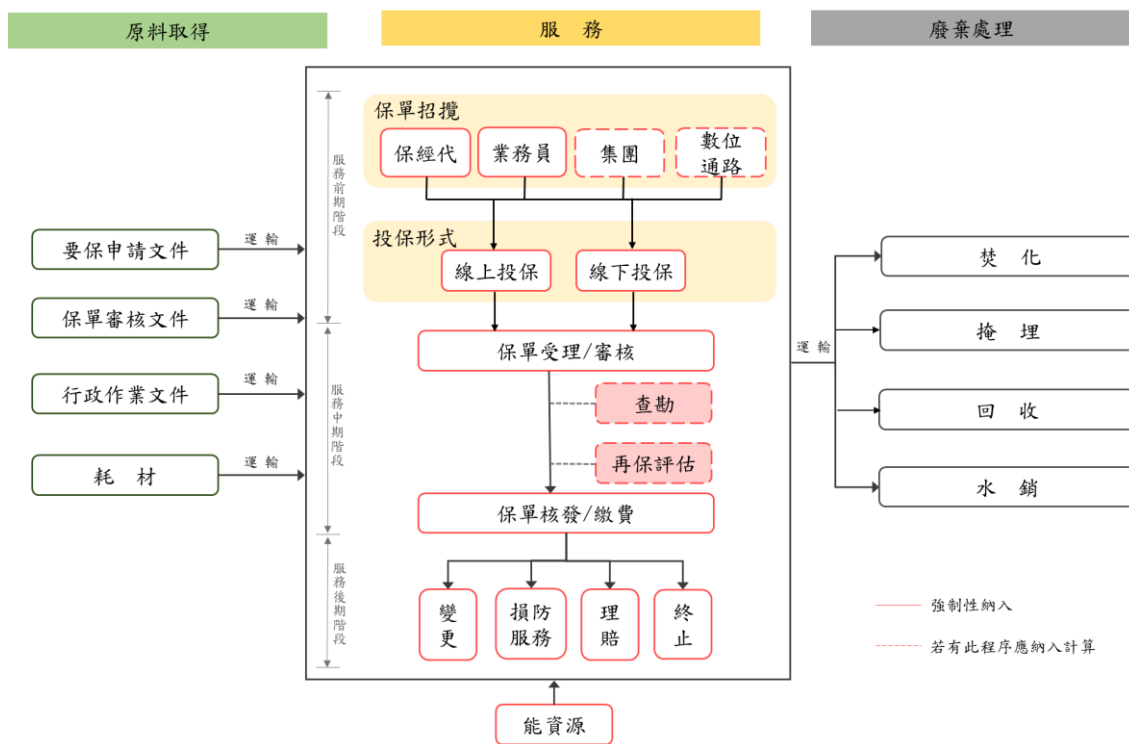 原料取得
服 務
廢棄處理
服務前期階段
保單招攬
保經代
業務員
集團
數位
通路
投保形式
線上投保
線下投保
要保申請文件
運 輸
保單審核文件
運 輸
行政作業文件
運 輸
耗 材
運 輸
服務中期階段
保單受理/審核
查勘
再保評估
保單核發/繳費
服務後期階段
變
更
損防
服務
理
賠
終
止
能資源
運 輸
焚 化
掩 埋
回 收
水 銷
強制性納入
若有此程序應納入計算